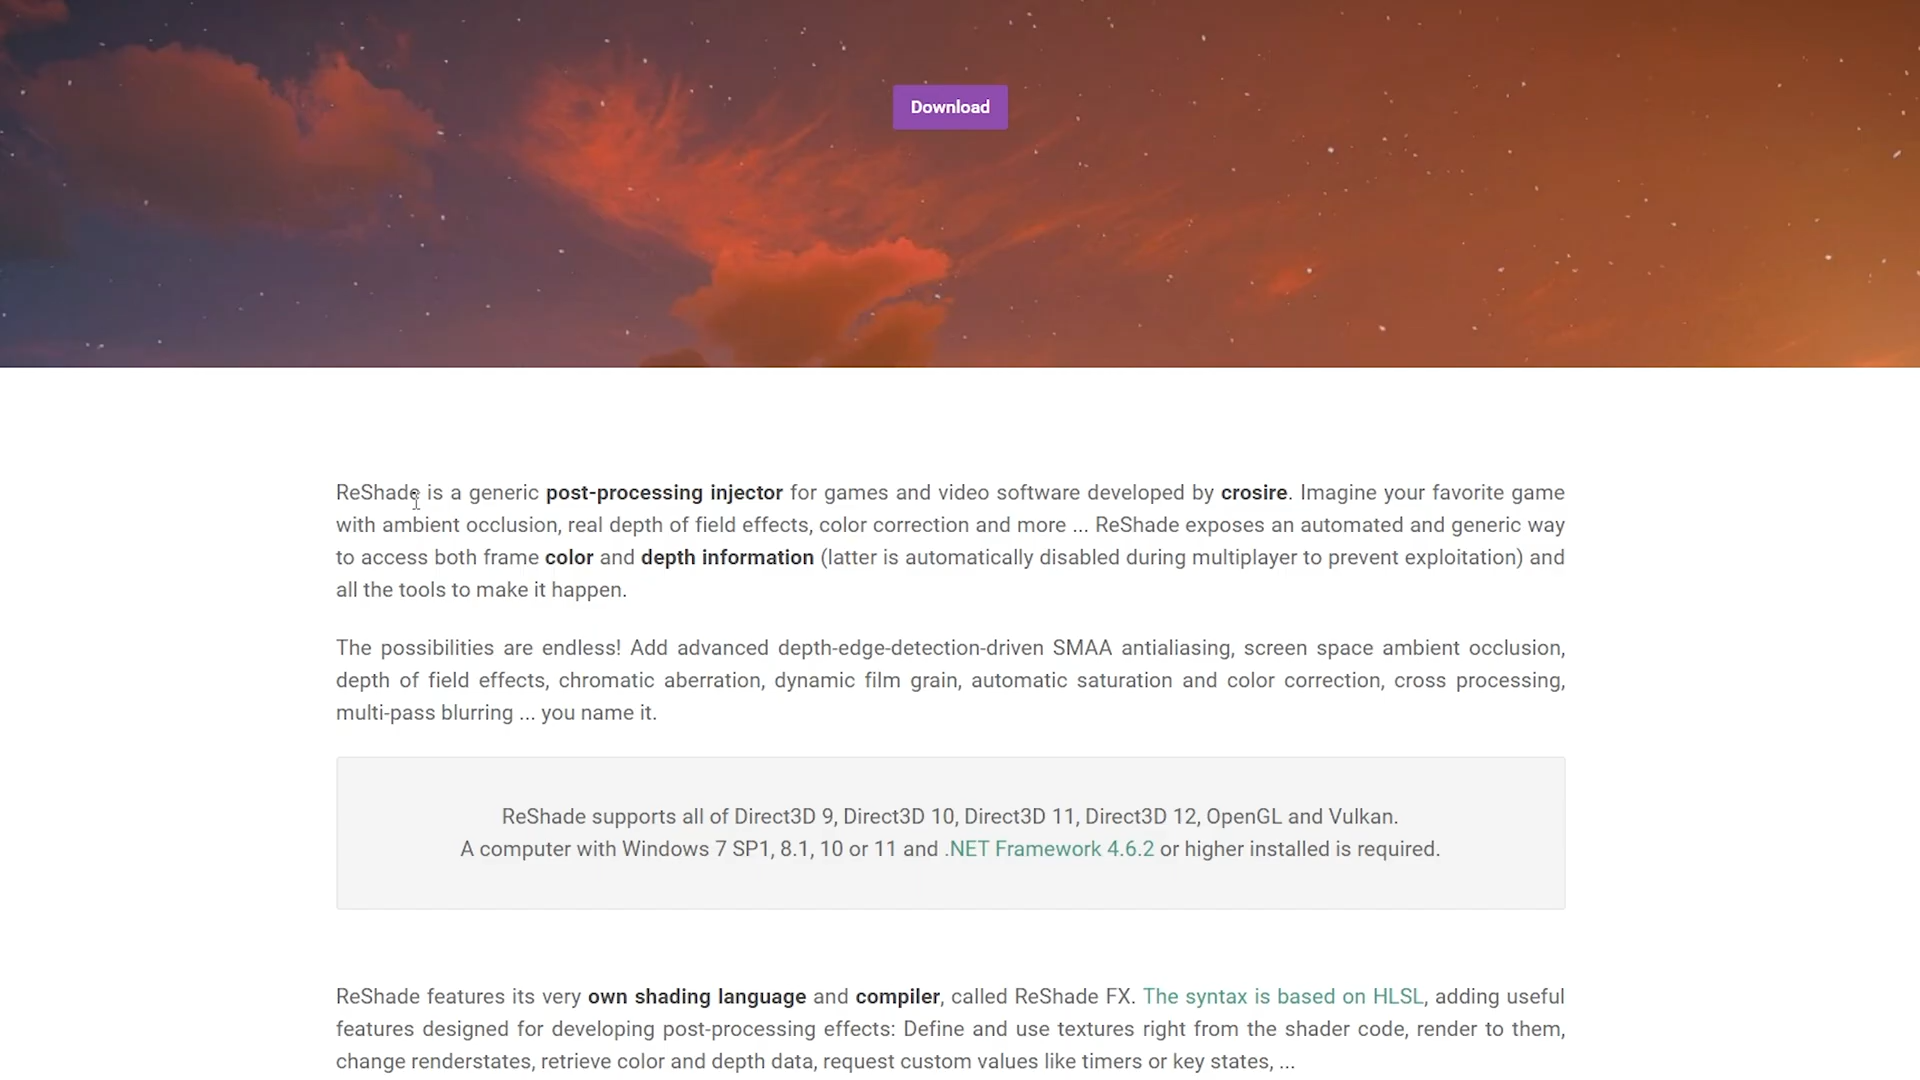 Download
ReShade is a generic post-processing injector for games and video software developed by crosire. Imagine your favorite game
with ambient occlusion, real depth of field effects, color correction and more ... ReShade exposes an automated and generic way
to access both frame color and depth information (latter is automatically disabled during multiplayer to prevent exploitation) and
all the tools to make it happen.
The possibilities are endless! Add advanced depth-edge-detection-driven SMAA antialiasing, screen space ambient occlusion,
depth of field effects, chromatic aberration, dynamic film grain, automatic saturation and color correction, cross processing,
multi-pass blurring ... you name it.
ReShade supports all of Direct3D 9, Direct3D 10, Direct3D 11, Direct3D 12, OpenGL and Vulkan.
A computer with Windows 7 SP1, 8.1, 10 or 11 and .NET Framework 4.6.2 or higher installed is required.
ReShade features its very own shading language and compiler, called ReShade FX. The syntax is based on HLSL, adding useful
features designed for developing post-processing effects: Define and use textures right from the shader code, render to them,
change renderstates, retrieve color and depth data, request custom values like timers or key states, ...